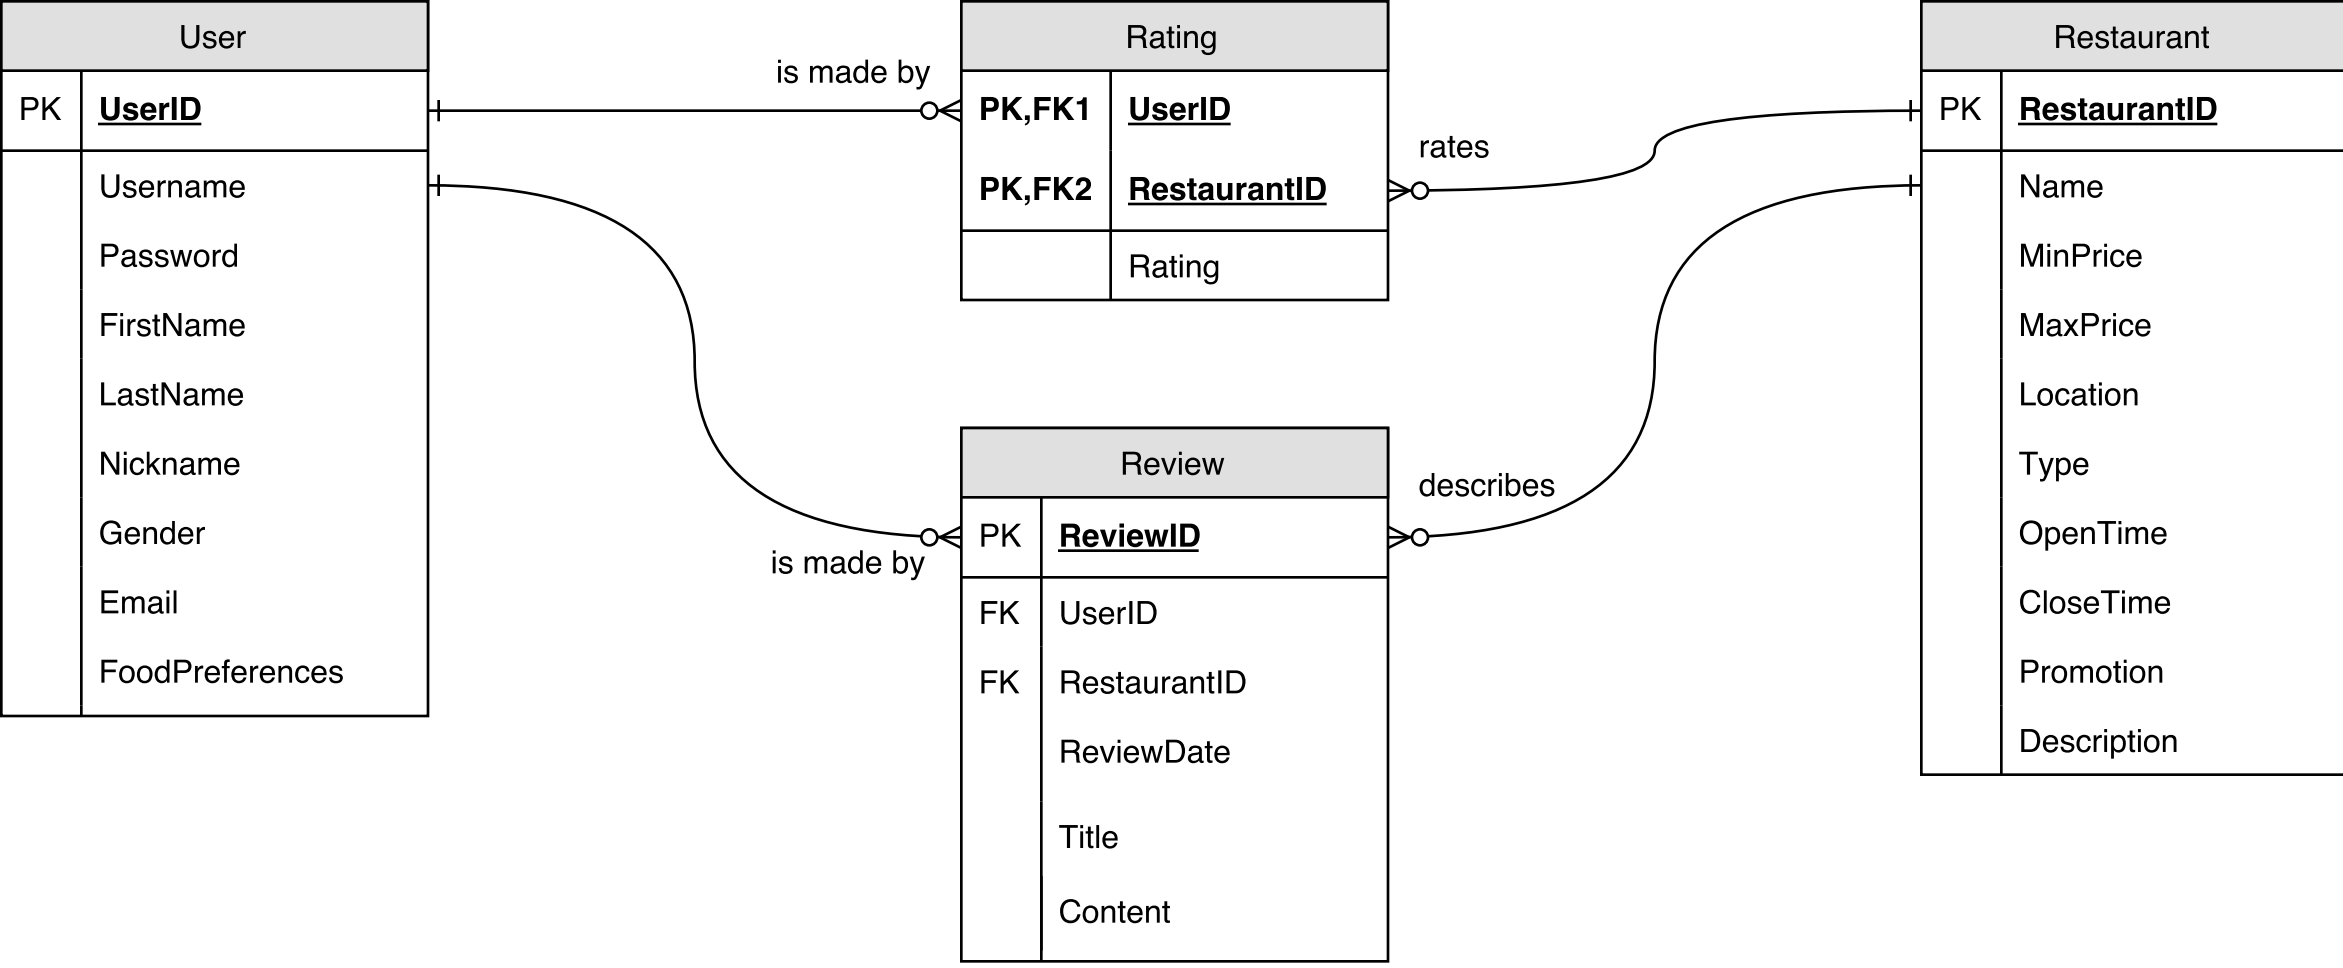 User
PK UserID
Username
Password
FirstName
LastName
Nickname
Gender
Email
FoodPreferences
is made by
is made by
Rating
PK,FK1 UserID
PK,FK2 RestaurantID
Rating
rates
Review
PK ReviewID
FK UserID
FK RestaurantID
ReviewDate
Title
Content
describes
Restaurant
PK RestaurantID
Name
MinPrice
MaxPrice
Location
Type
OpenTime
CloseTime
Promotion
Description